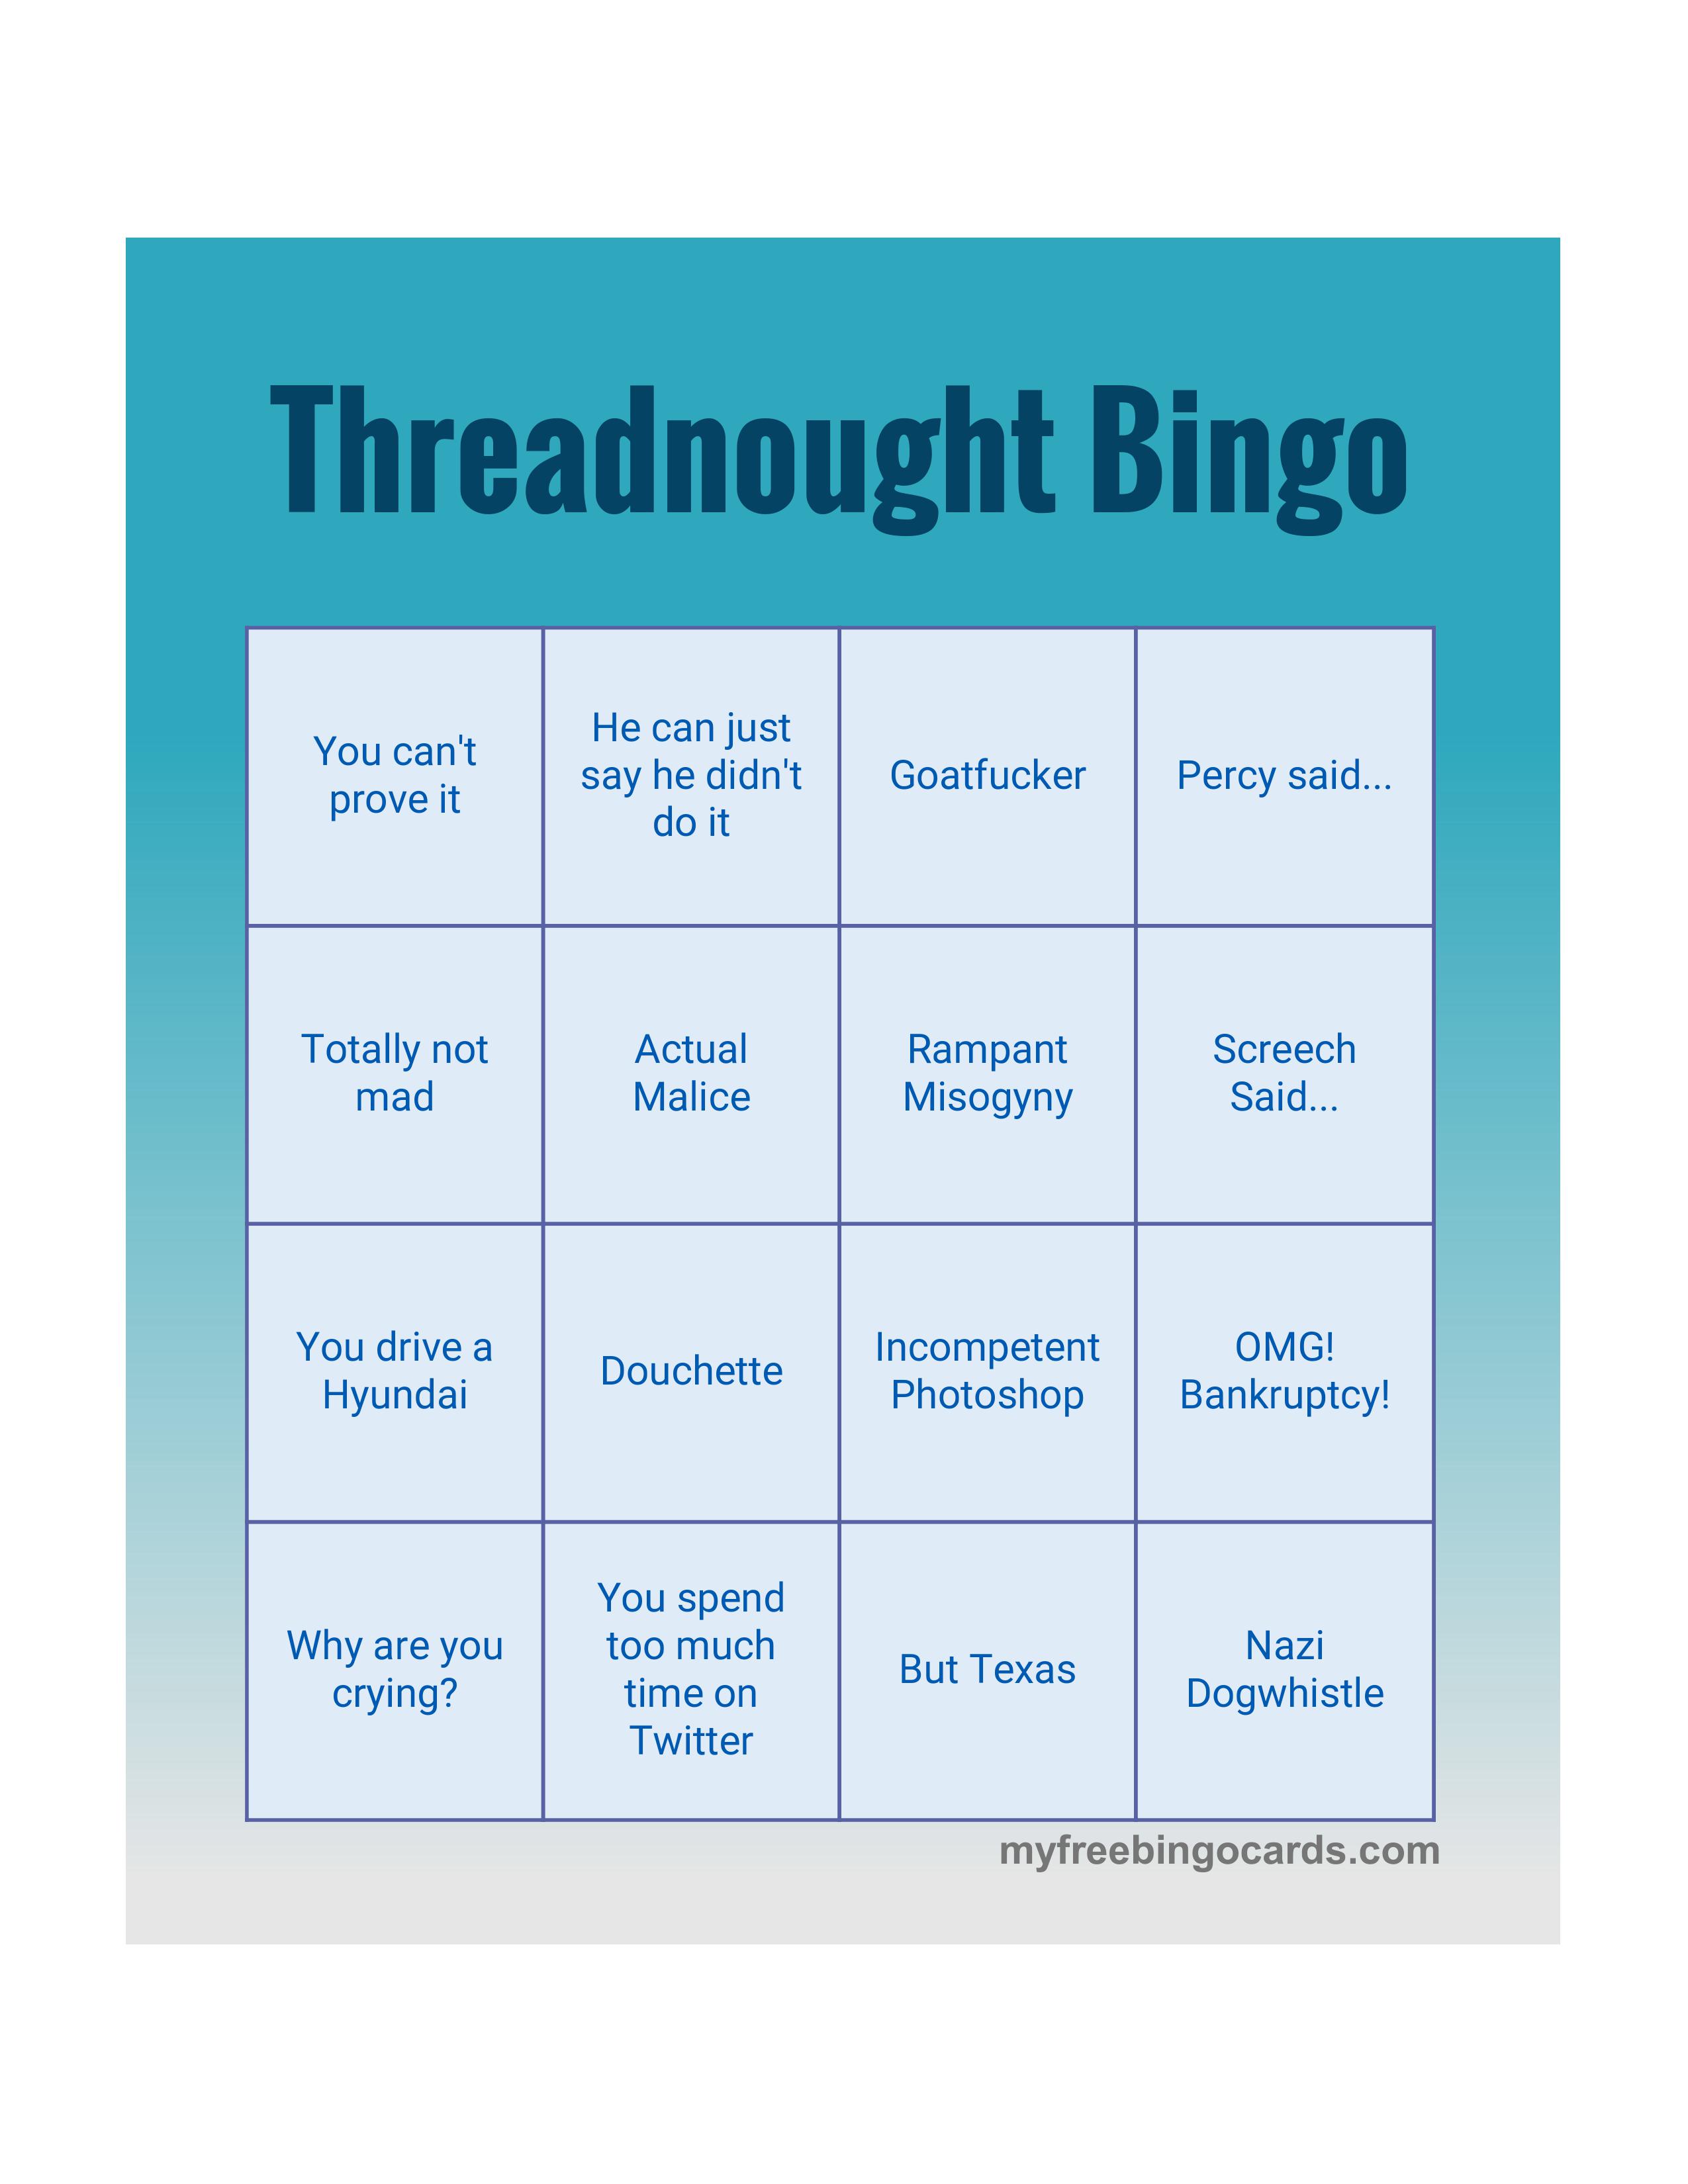 Threadnought Bingo
You can't
prove it
He can just
say he didn't
do it
Goatfucker
Percy said...
Totally not
mad
Actual
Malice
Rampant
Misogyny
Screech
Said...
You drive a
Hyundai
Douchette
Incompetent
Photoshop
OMG!
Bankruptcy!
Why are you
crying?
You spend
too much
time on
Twitter
But Texas
Nazi
Dogwhistle
myfreebingocards.com